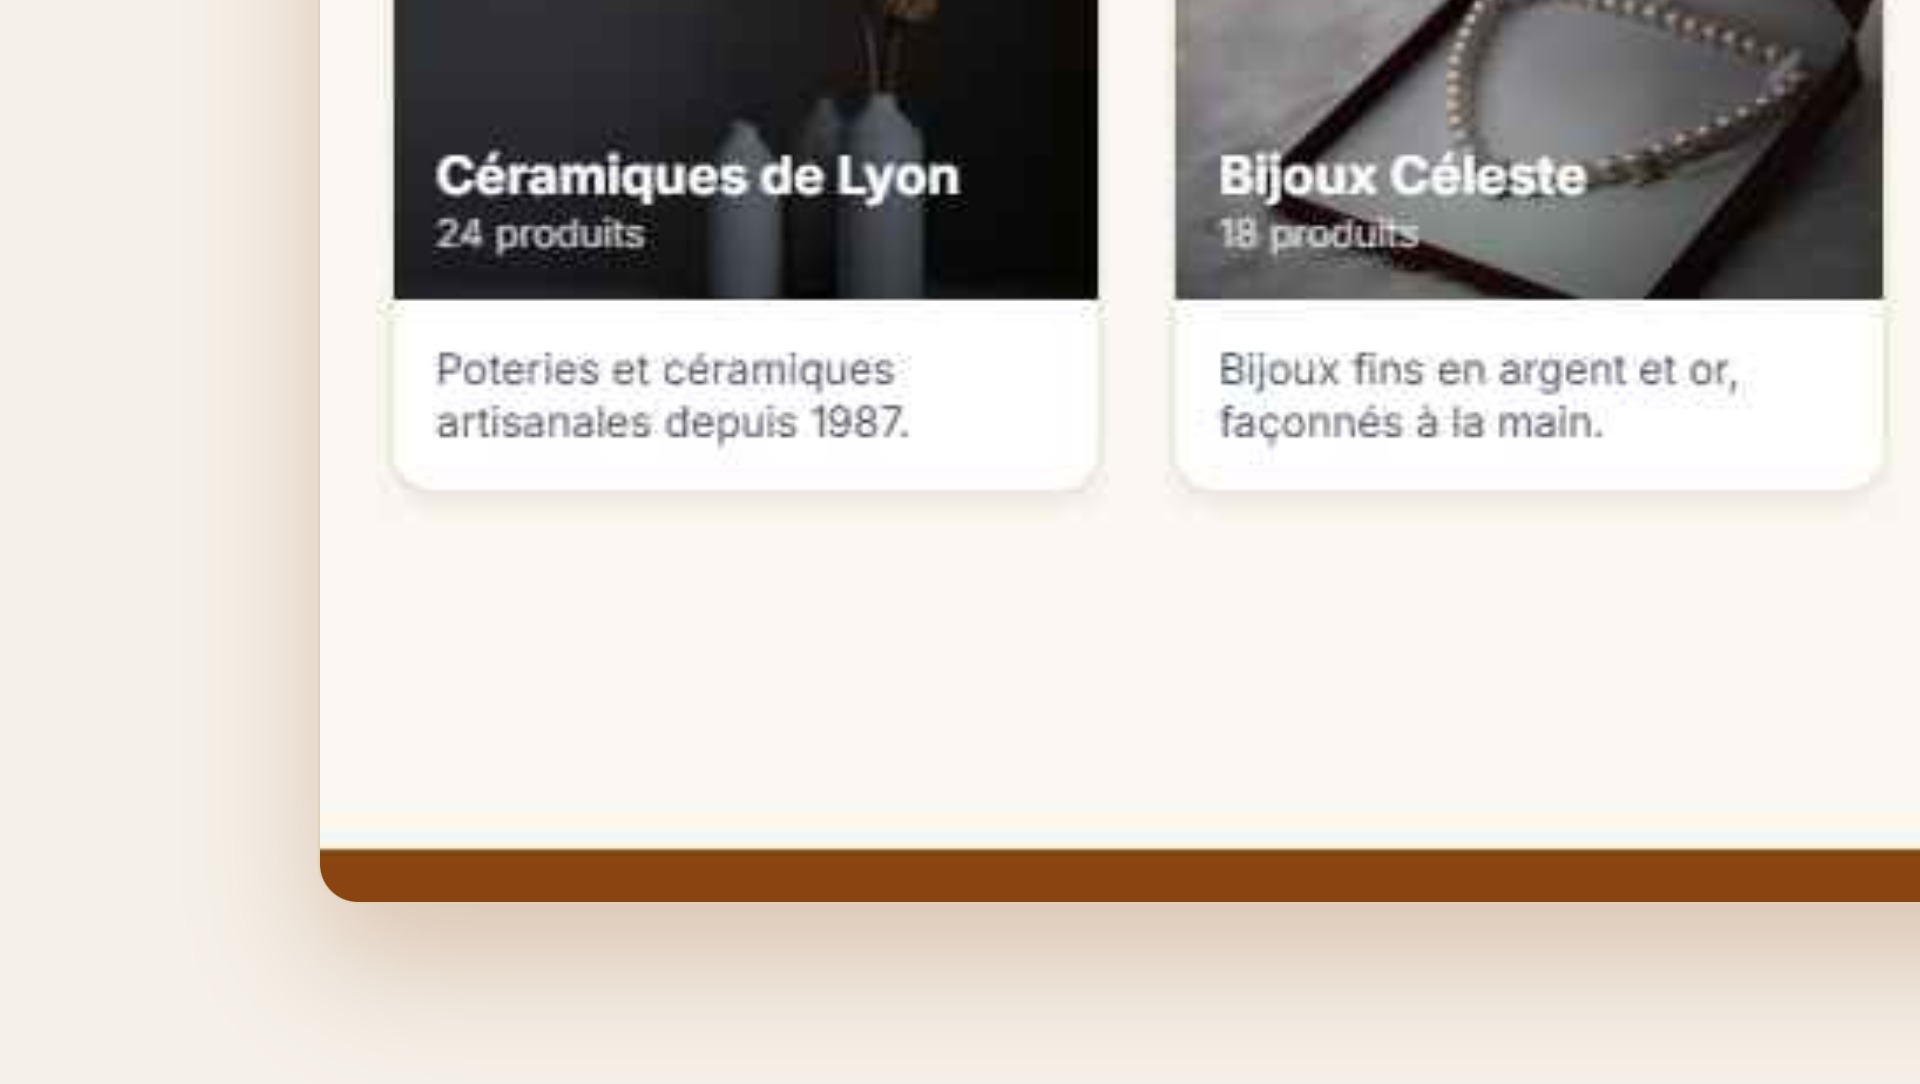 Céramiques de Lyon
24 produits
Poteries et céramiques
artisanales depuis 1987.
Bijoux Céleste
18 produits
Bijoux fins en argent et or,
façonnés à la main.